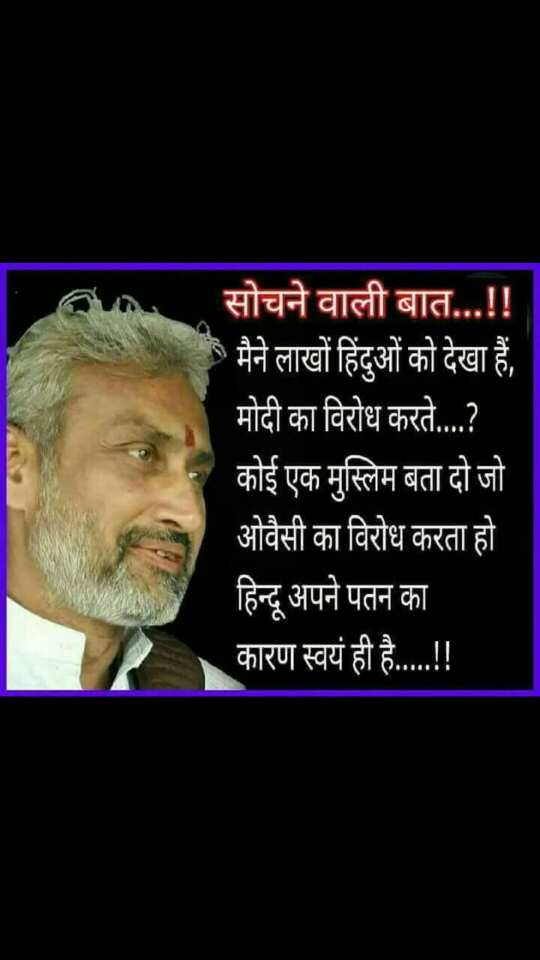 सोचने वाली बात...!!
मैने लाखों हिंदुओं को देखा हैं,
मोदी का विरोध करते....?
कोई एक मुस्लिम बता दो जो
ओवैसी का विरोध करता हो
हिन्दू अपने पतन का
कारण स्वयं ही है.....!!